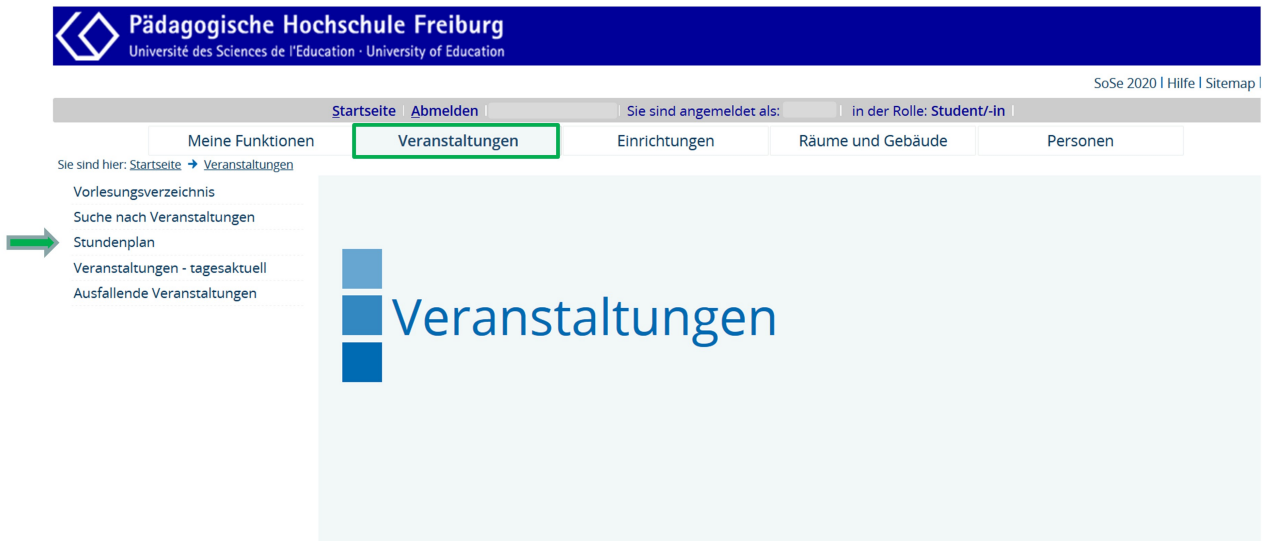 Pädagogische Hochschule Freiburg
Université des Sciences de l'Education · University of Education
SoSe 2020 | Hilfe | Sitemap |
Startseite | Abmelden | | Sie sind angemeldet als: | in der Rolle: Student/-in |
Meine Funktionen Veranstaltungen Einrichtungen Räume und Gebäude Personen
Sie sind hier: Startseite → Veranstaltungen
Vorlesungsverzeichnis
Suche nach Veranstaltungen
Stundenplan
Veranstaltungen - tagesaktuell
Ausfallende Veranstaltungen
Veranstaltungen